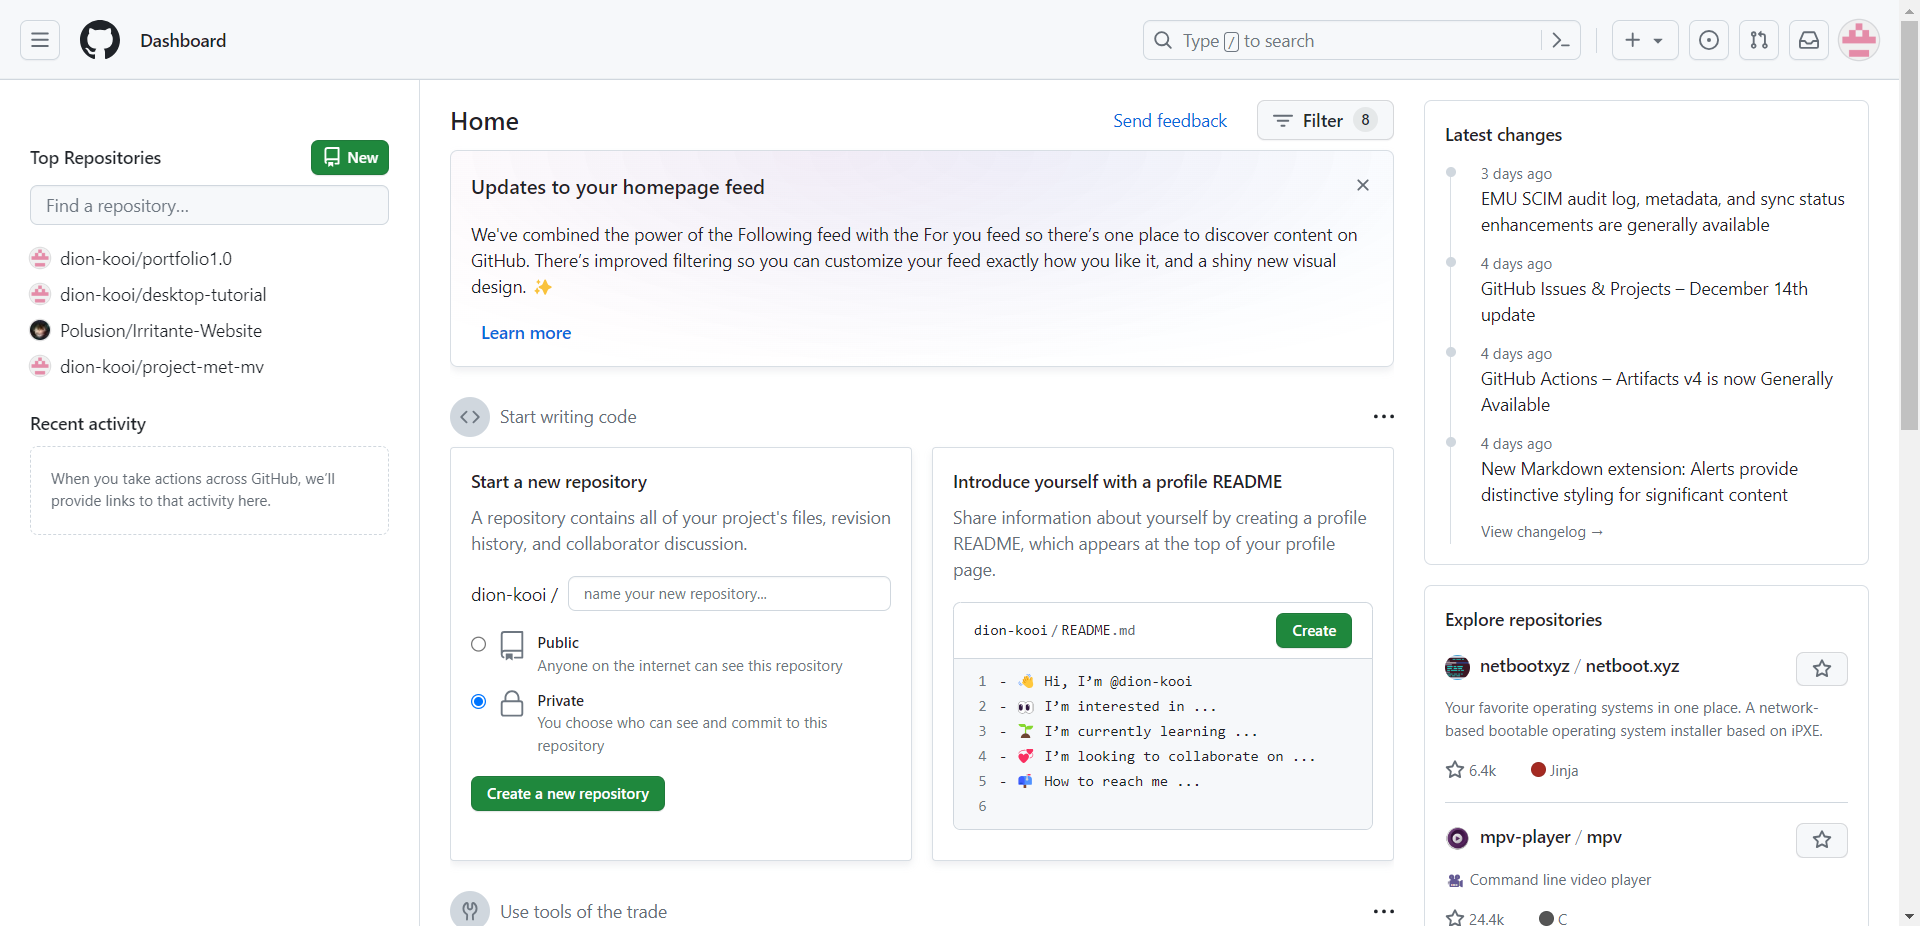 Dashboard
Type / to search
Top Repositories
New
Find a repository...
dion-kooi/portfolio1.0
dion-kooi/desktop-tutorial
Polusion/Irritante-Website
dion-kooi/project-met-mv
Recent activity
When you take actions across GitHub, we'll
provide links to that activity here.
Home
Send feedback
Filter 8
Updates to your homepage feed
We've combined the power of the Following feed with the For you feed so there's one place to discover content on
GitHub. There's improved filtering so you can customize your feed exactly how you like it, and a shiny new visual
design. ✨
Learn more
Start writing code
Start a new repository
A repository contains all of your project's files, revision
history, and collaborator discussion.
dion-kooi /
name your new repository...
Public
Anyone on the internet can see this repository
Private
You choose who can see and commit to this
repository
Create a new repository
Introduce yourself with a profile README
Share information about yourself by creating a profile
README, which appears at the top of your profile
page.
dion-kooi / README.md
Create
1 - 👋 Hi, I’m @dion-kooi
2 - 👀 I’m interested in ...
3 - 🌱 I’m currently learning ...
4 - 💞️ I’m looking to collaborate on ...
5 - 📫 How to reach me ...
6
Use tools of the trade
Latest changes
3 days ago
EMU SCIM audit log, metadata, and sync status
enhancements are generally available
4 days ago
GitHub Issues & Projects – December 14th
update
4 days ago
GitHub Actions – Artifacts v4 is now Generally
Available
4 days ago
New Markdown extension: Alerts provide
distinctive styling for significant content
View changelog →
Explore repositories
netbootxyz / netboot.xyz
Your favorite operating systems in one place. A network-
based bootable operating system installer based on iPXE.
6.4k
Jinja
mpv-player / mpv
🎥 Command line video player
24.4k
C